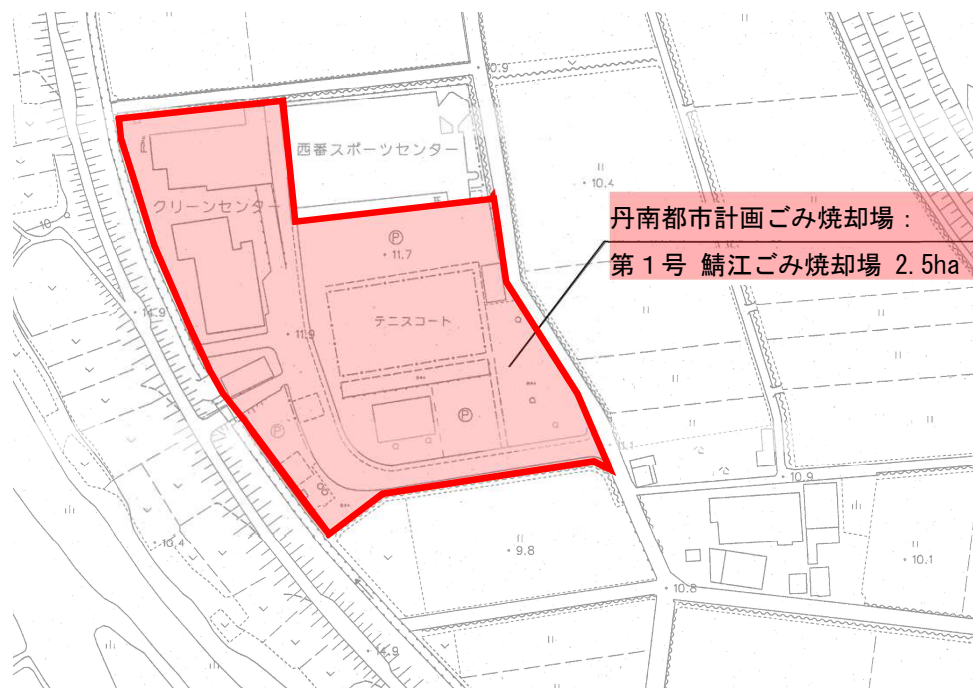 10.9
西番スポーツセンター
10.4
クリーンセンター
丹南都市計画ごみ焼却場：
P
11.7
第１号 鯖江ごみ焼却場 2.5ha
14.9
テニスコート
11.9
P
P
11.1
10.9
10.4
9.8
10.1
10.8
14.9